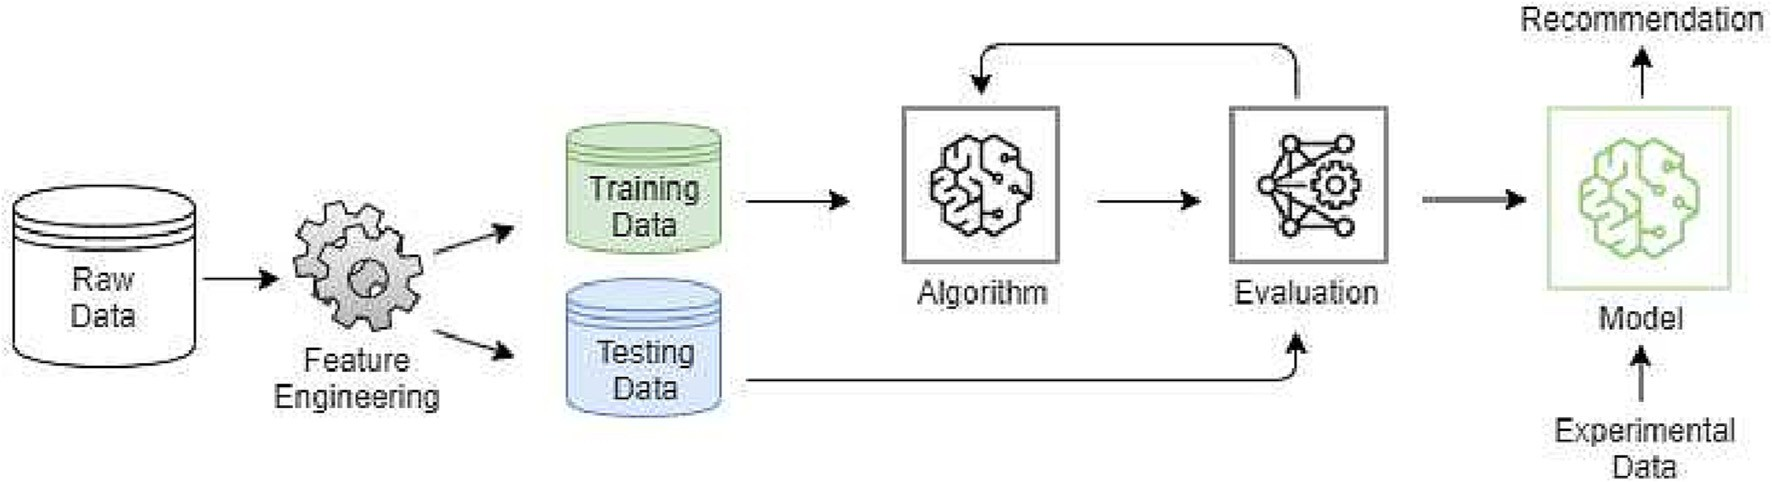 Raw
Data
Feature
Engineering
Training
Data
Testing
Data
Algorithm
Evaluation
Recommendation
Model
Experimental
Data